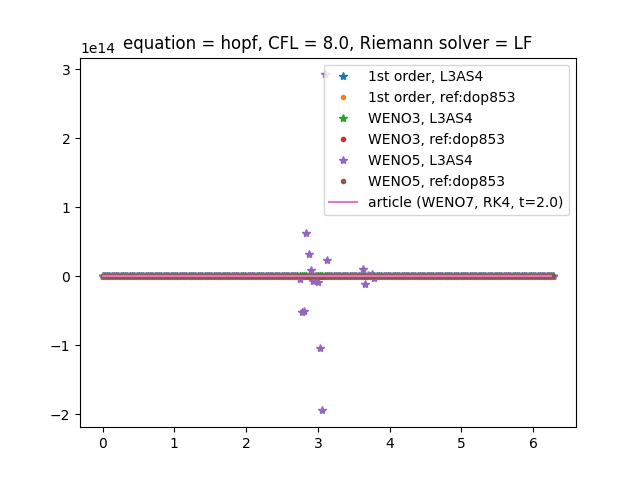 equation = hopf, CFL = 8.0, Riemann solver = LF
1e14
3
2
1
0
−1
−2
1st order, L3AS4
1st order, ref:dop853
WENO3, L3AS4
WENO3, ref:dop853
WENO5, L3AS4
WENO5, ref:dop853
article (WENO7, RK4, t=2.0)
0 1 2 3 4 5 6